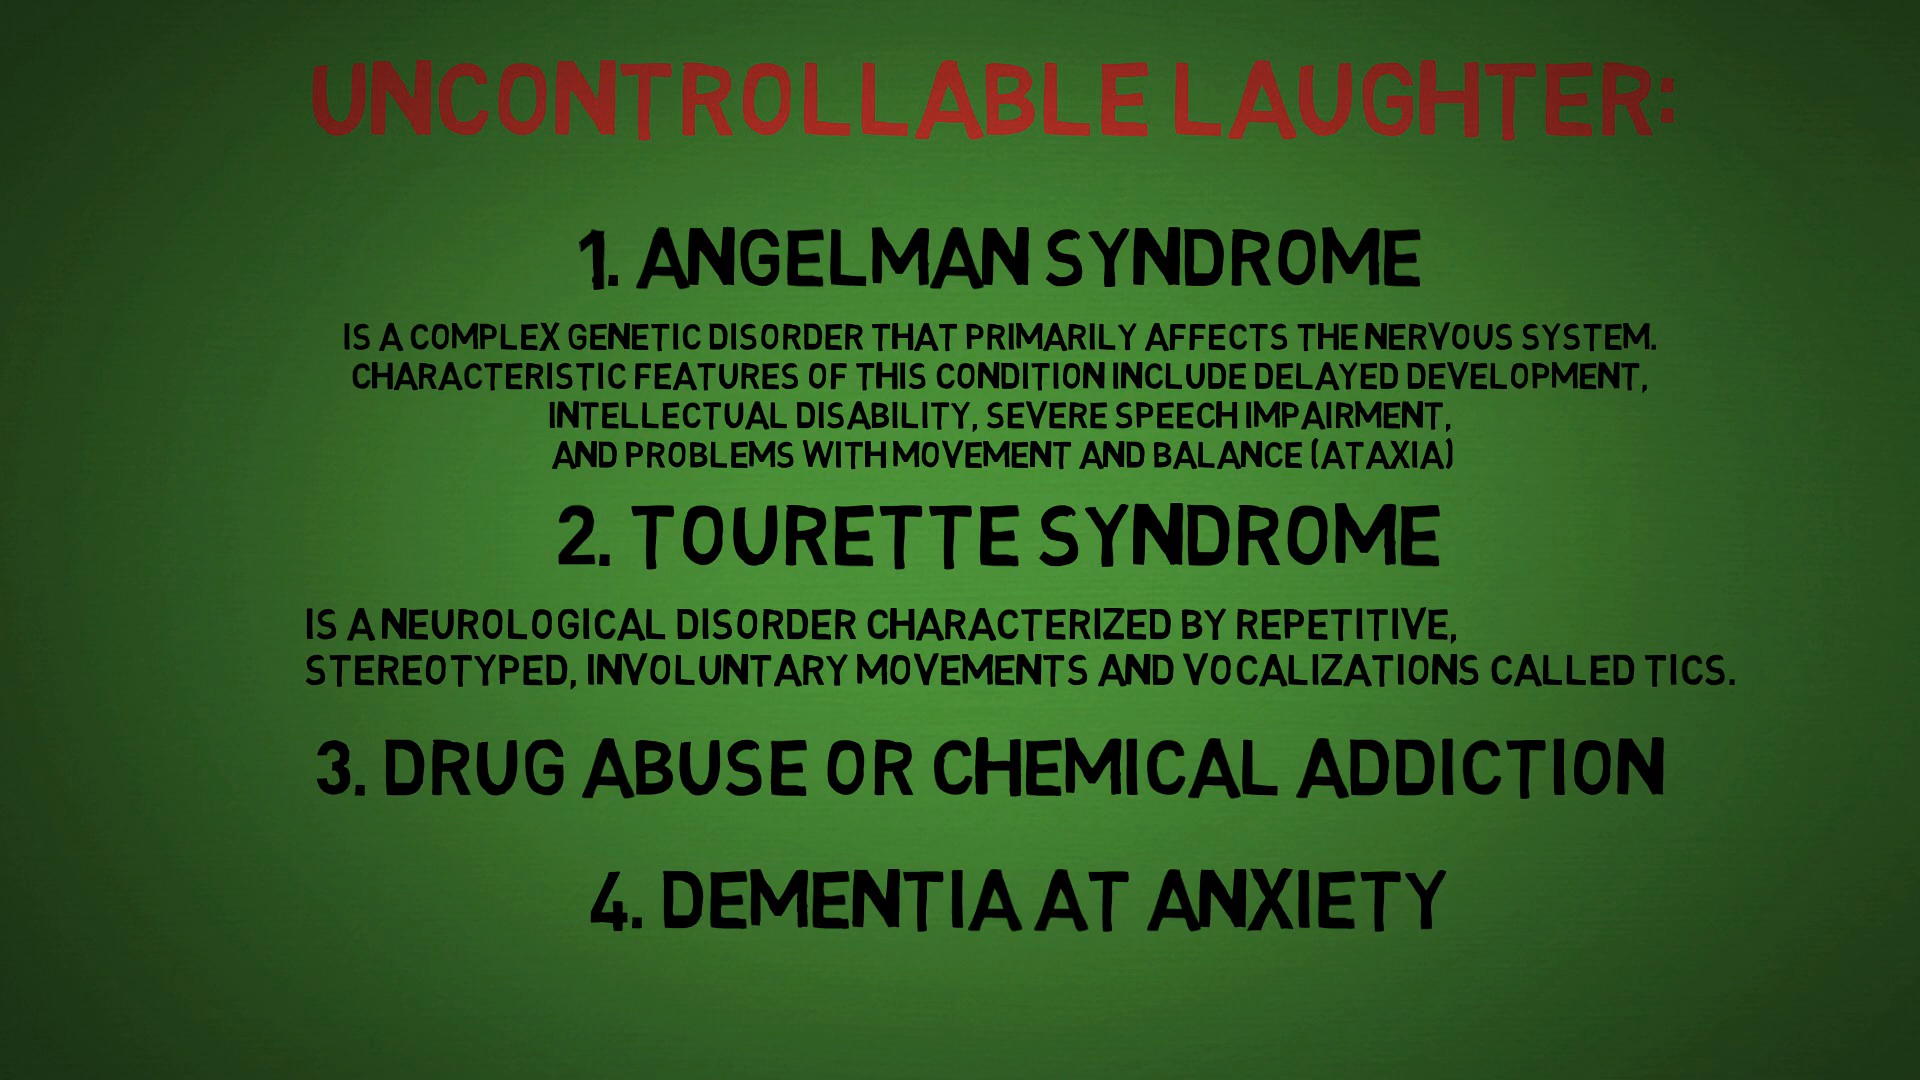 UNCONTROLLABLE LAUGHTER:
1. ANGELMAN SYNDROME
IS A COMPLEX GENETIC DISORDER THAT PRIMARILY AFFECTS THE NERVOUS SYSTEM.
CHARACTERISTIC FEATURES OF THIS CONDITION INCLUDE DELAYED DEVELOPMENT,
INTELLECTUAL DISABILITY, SEVERE SPEECH IMPAIRMENT,
AND PROBLEMS WITH MOVEMENT AND BALANCE (ATAXIA)
2. TOURETTE SYNDROME
IS A NEUROLOGICAL DISORDER CHARACTERIZED BY REPETITIVE,
STEREOTYPED, INVOLUNTARY MOVEMENTS AND VOCALIZATIONS CALLED TICS.
3. DRUG ABUSE OR CHEMICAL ADDICTION
4. DEMENTIA AT ANXIETY